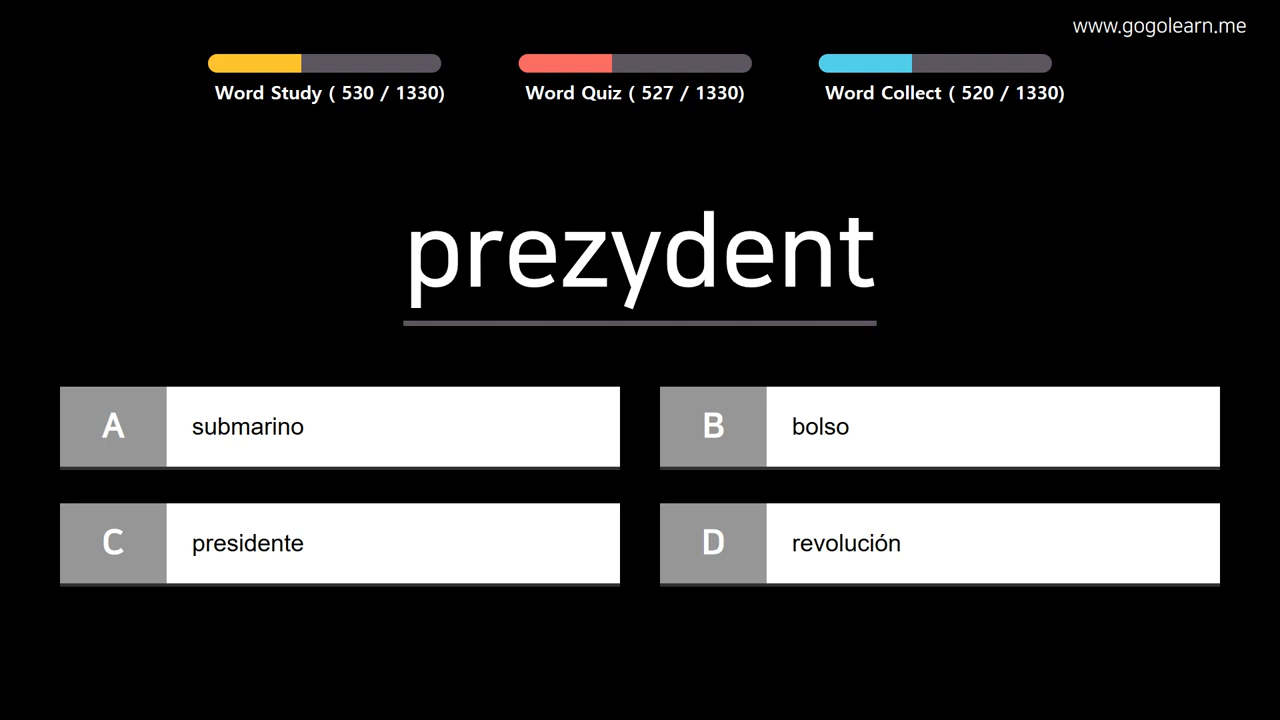 www.gogolearn.me
Word Study ( 530 / 1330)
Word Quiz ( 527 / 1330)
Word Collect ( 520 / 1330)
prezydent
A submarino
B bolso
C presidente
D revolución